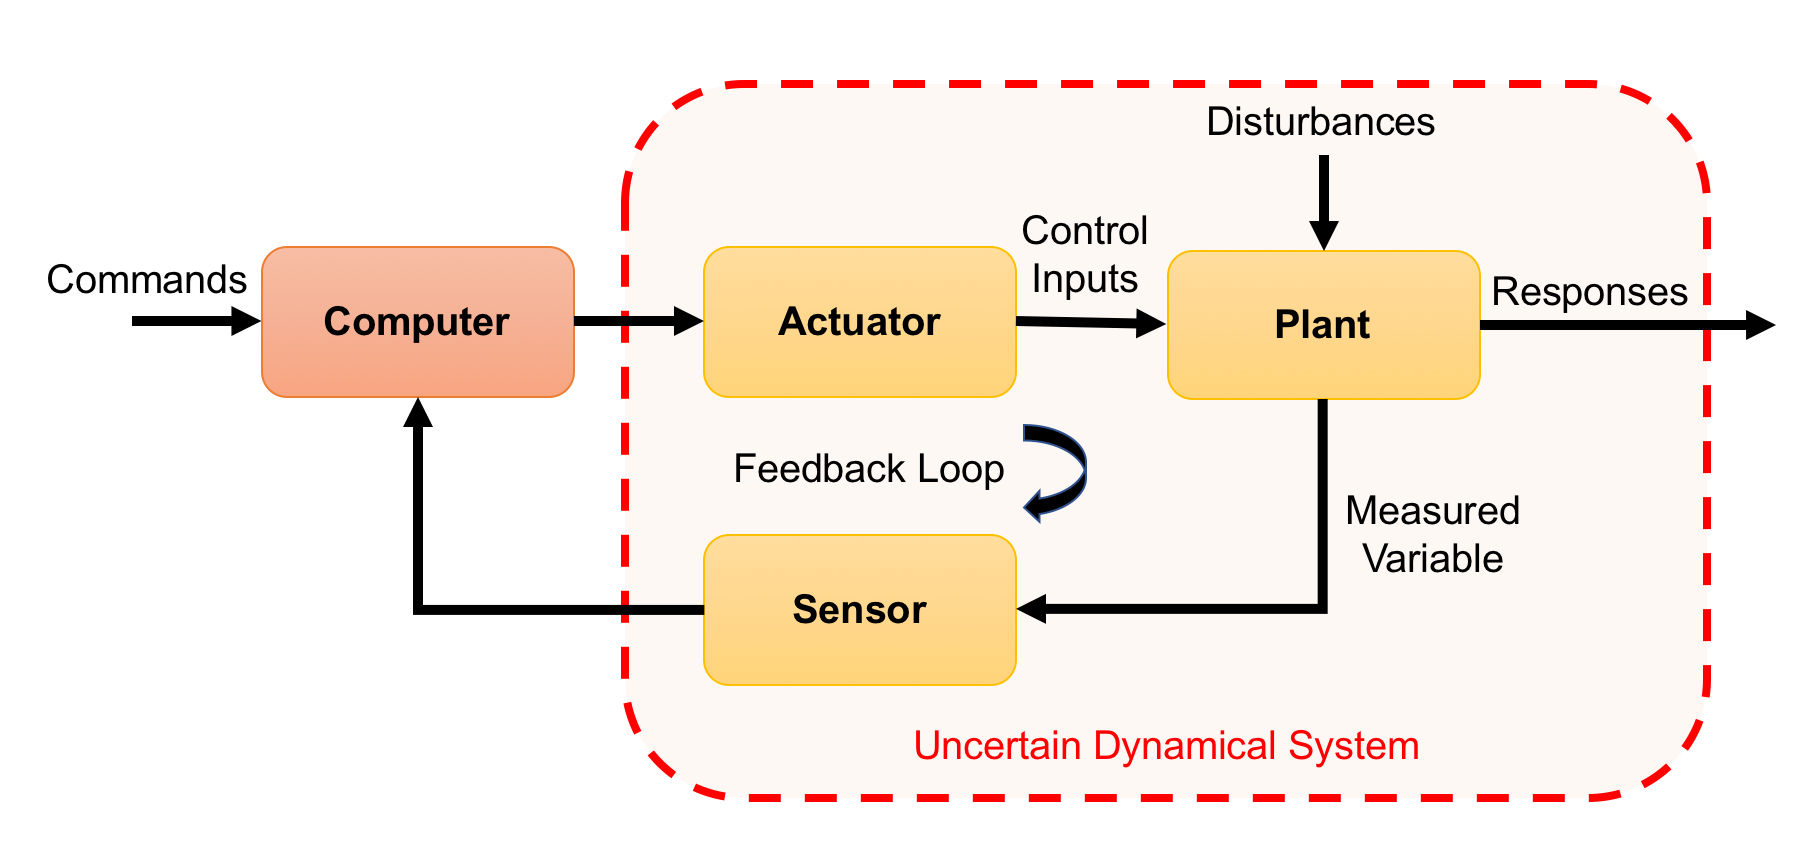 Disturbances
Control
Inputs
Commands
Responses
Computer
Actuator
Plant
Feedback Loop
Measured
Variable
Sensor
Uncertain Dynamical System